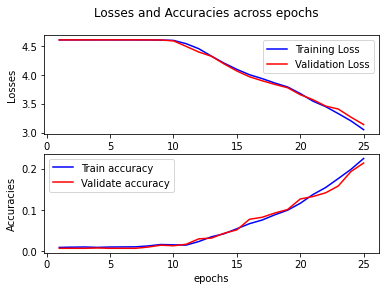 Losses and Accuracies across epochs
4.5
4.0
3.5
3.0
Losses
Training Loss
Validation Loss
0 5 10 15 20 25
0.2
0.1
0.0
Accuracies
Train accuracy
Validate accuracy
0 5 10 15 20 25
epochs